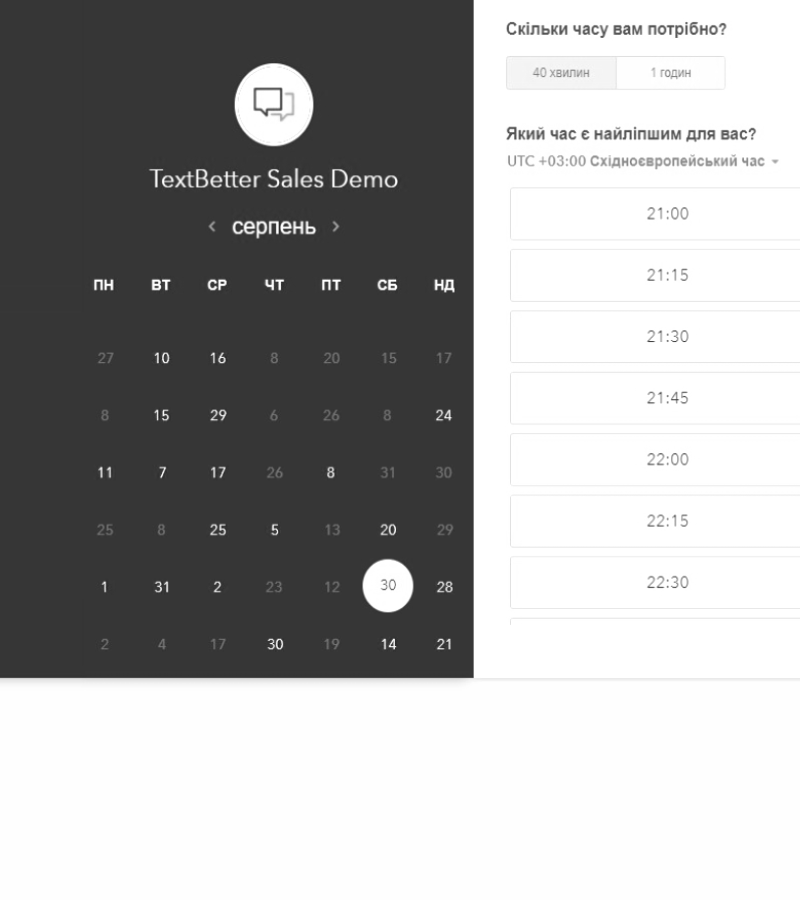 TextBetter Sales Demo
серпень
ПН ВТ СР ЧТ ПТ СБ НД
27 10 16 8 20 15 17
8 15 29 6 26 8 24
11 7 17 26 8 31 30
25 8 25 5 13 20 29
1 31 2 23 12 30 28
2 4 17 30 19 14 21
Скільки часу вам потрібно?
40 хвилин 1 годин
Який час є найліпшим для вас?
UTC +03:00 Східноєвропейський час
21:00
21:15
21:30
21:45
22:00
22:15
22:30